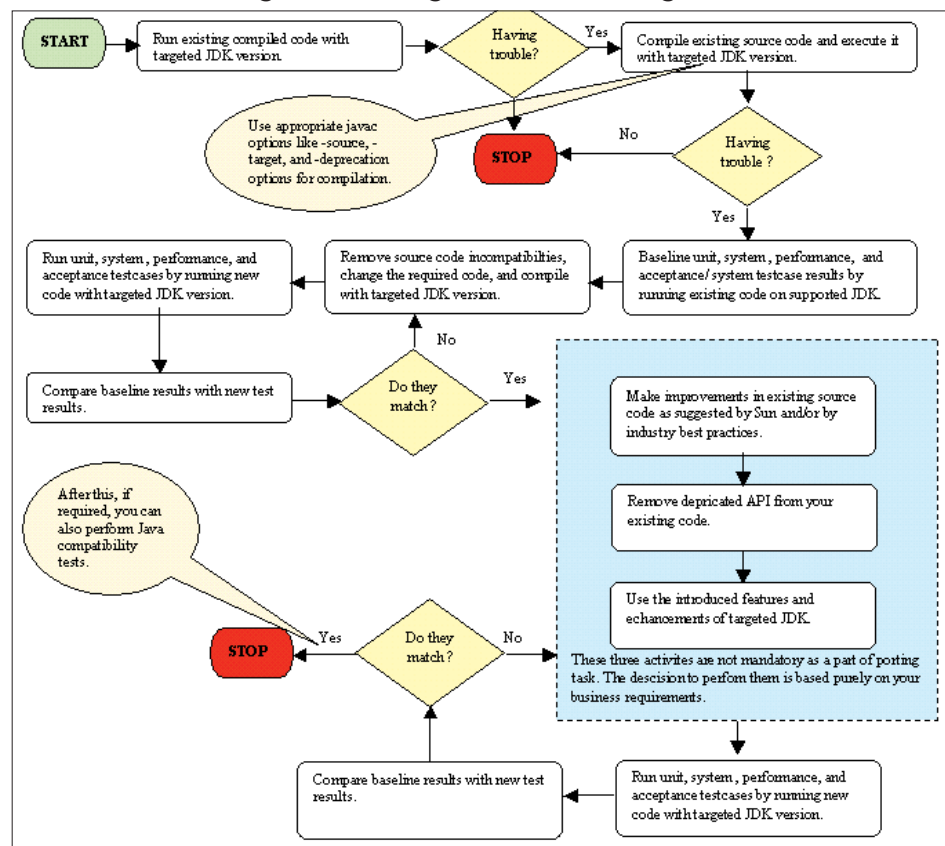 START
Run existing compiled code with
targeted JDK version.
Having
trouble?
Yes
Compile existing source code and execute it
with targeted JDK version.
Use appropriate javac
options like -source, -
target, and -deprecation
options for compilation.
STOP
No
Having
trouble ?
Yes
Run unit, system , performance, and
acceptance testcases by running new
code with targeted JDK version.
Remove source code incompatibilties,
change the required code, and compile
with targeted JDK version.
Baseline unit, system , performance, and
acceptance/ system testcase results by
running existing code on supported JDK.
No
Compare baseline results with new test
results.
Do they
match ?
Yes
Make improvements in existing source
code as suggested by Sun and/or by
industry best practices.
Remove depricated API from your
existing code.
Use the introduced features and
echancements of targeted JDK.
These three activites are not mandatory as a part of porting
task. The descision to perfom them is based purely on your
business requirements.
After this, if
required, you can
also perform Java
compatibility
tests.
STOP
Yes
Do they
match ?
No
Compare baseline results with new test
results.
Run unit, system , performance, and
acceptance testcases by running new
code with targeted JDK version.